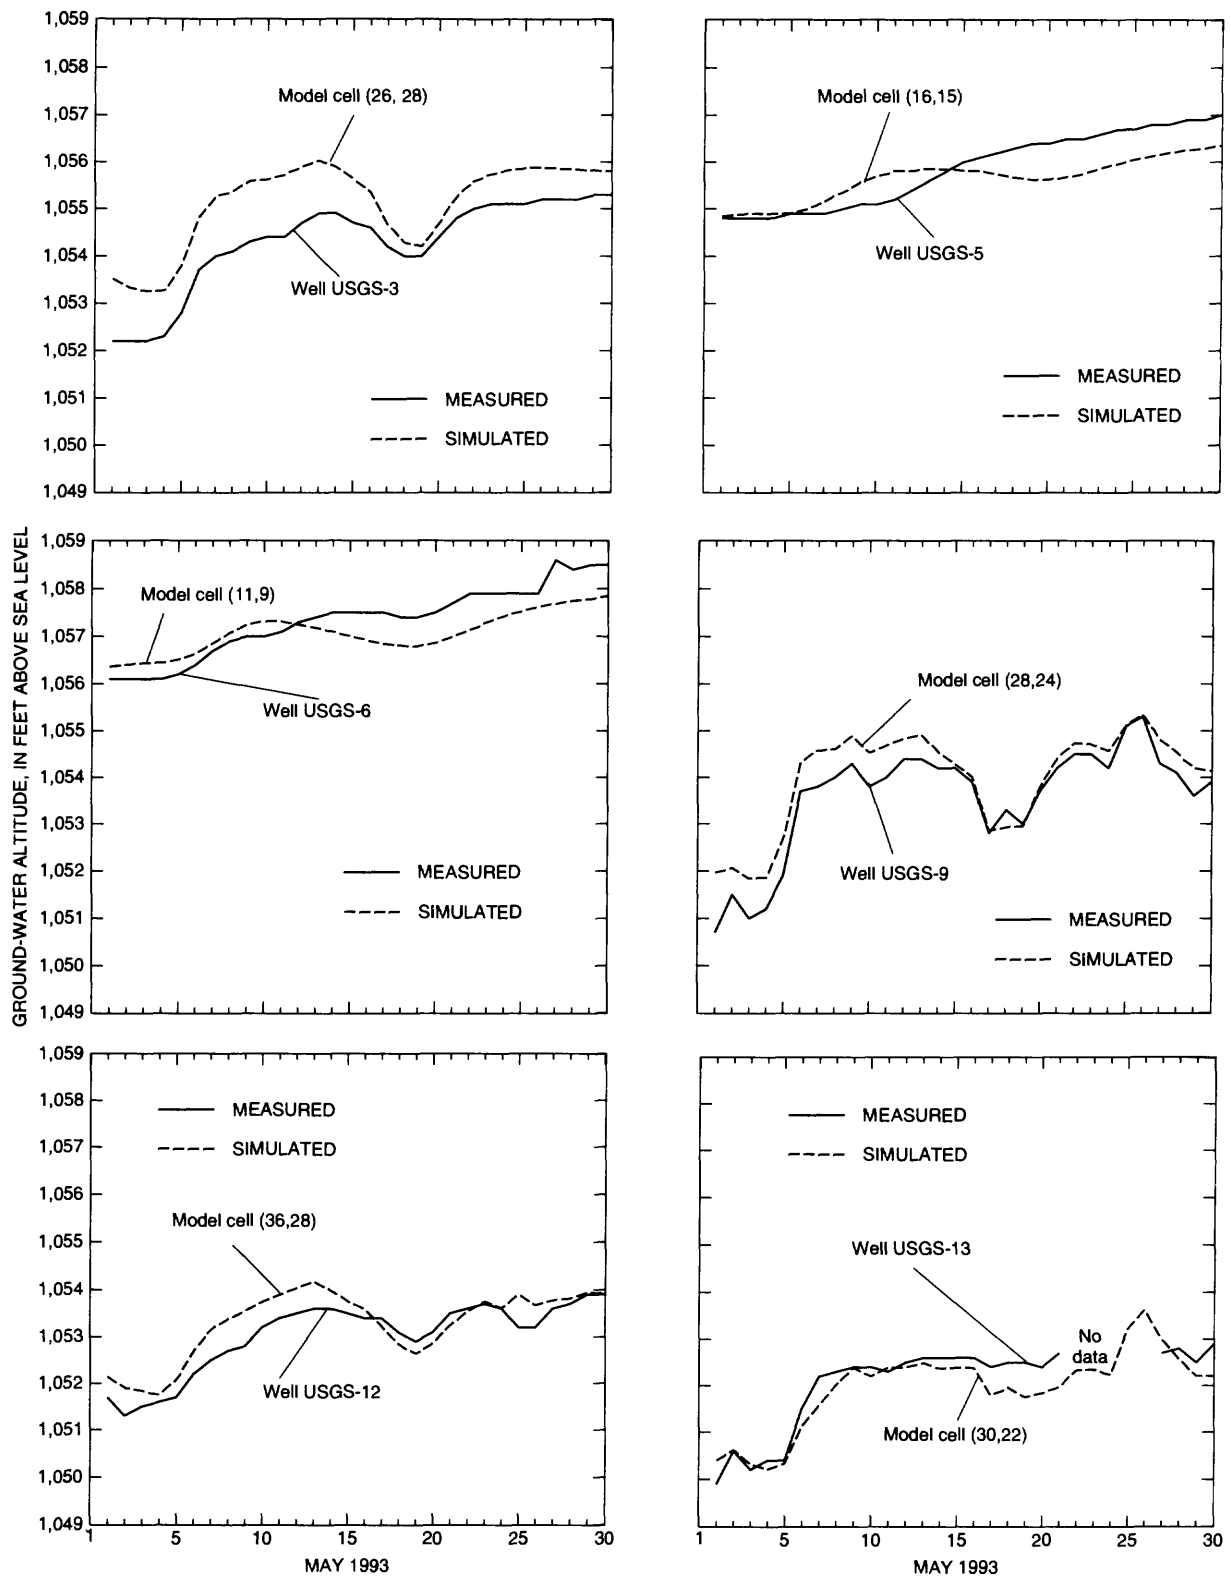 GROUND-WATER ALTITUDE, IN FEET ABOVE SEA LEVEL
1,059
1,058
1,057
1,056
1,055
1,054
1,053
1,052
1,051
1,050
1,049
Model cell (26, 28)
Well USGS-3
MEASURED
SIMULATED
Model cell (16,15)
Well USGS-5
MEASURED
SIMULATED
1,059
1,058
1,057
1,056
1,055
1,054
1,053
1,052
1,051
1,050
1,049
Model cell (11,9)
Well USGS-6
MEASURED
SIMULATED
Model cell (28,24)
Well USGS-9
MEASURED
SIMULATED
1,059
1,058
1,057
1,056
1,055
1,054
1,053
1,052
1,051
1,050
1,049
MEASURED
SIMULATED
Model cell (36,28)
Well USGS-12
1 5 10 15 20 25 30
MAY 1993
MEASURED
SIMULATED
Well USGS-13
No
data
Model cell (30,22)
1 5 10 15 20 25 30
MAY 1993